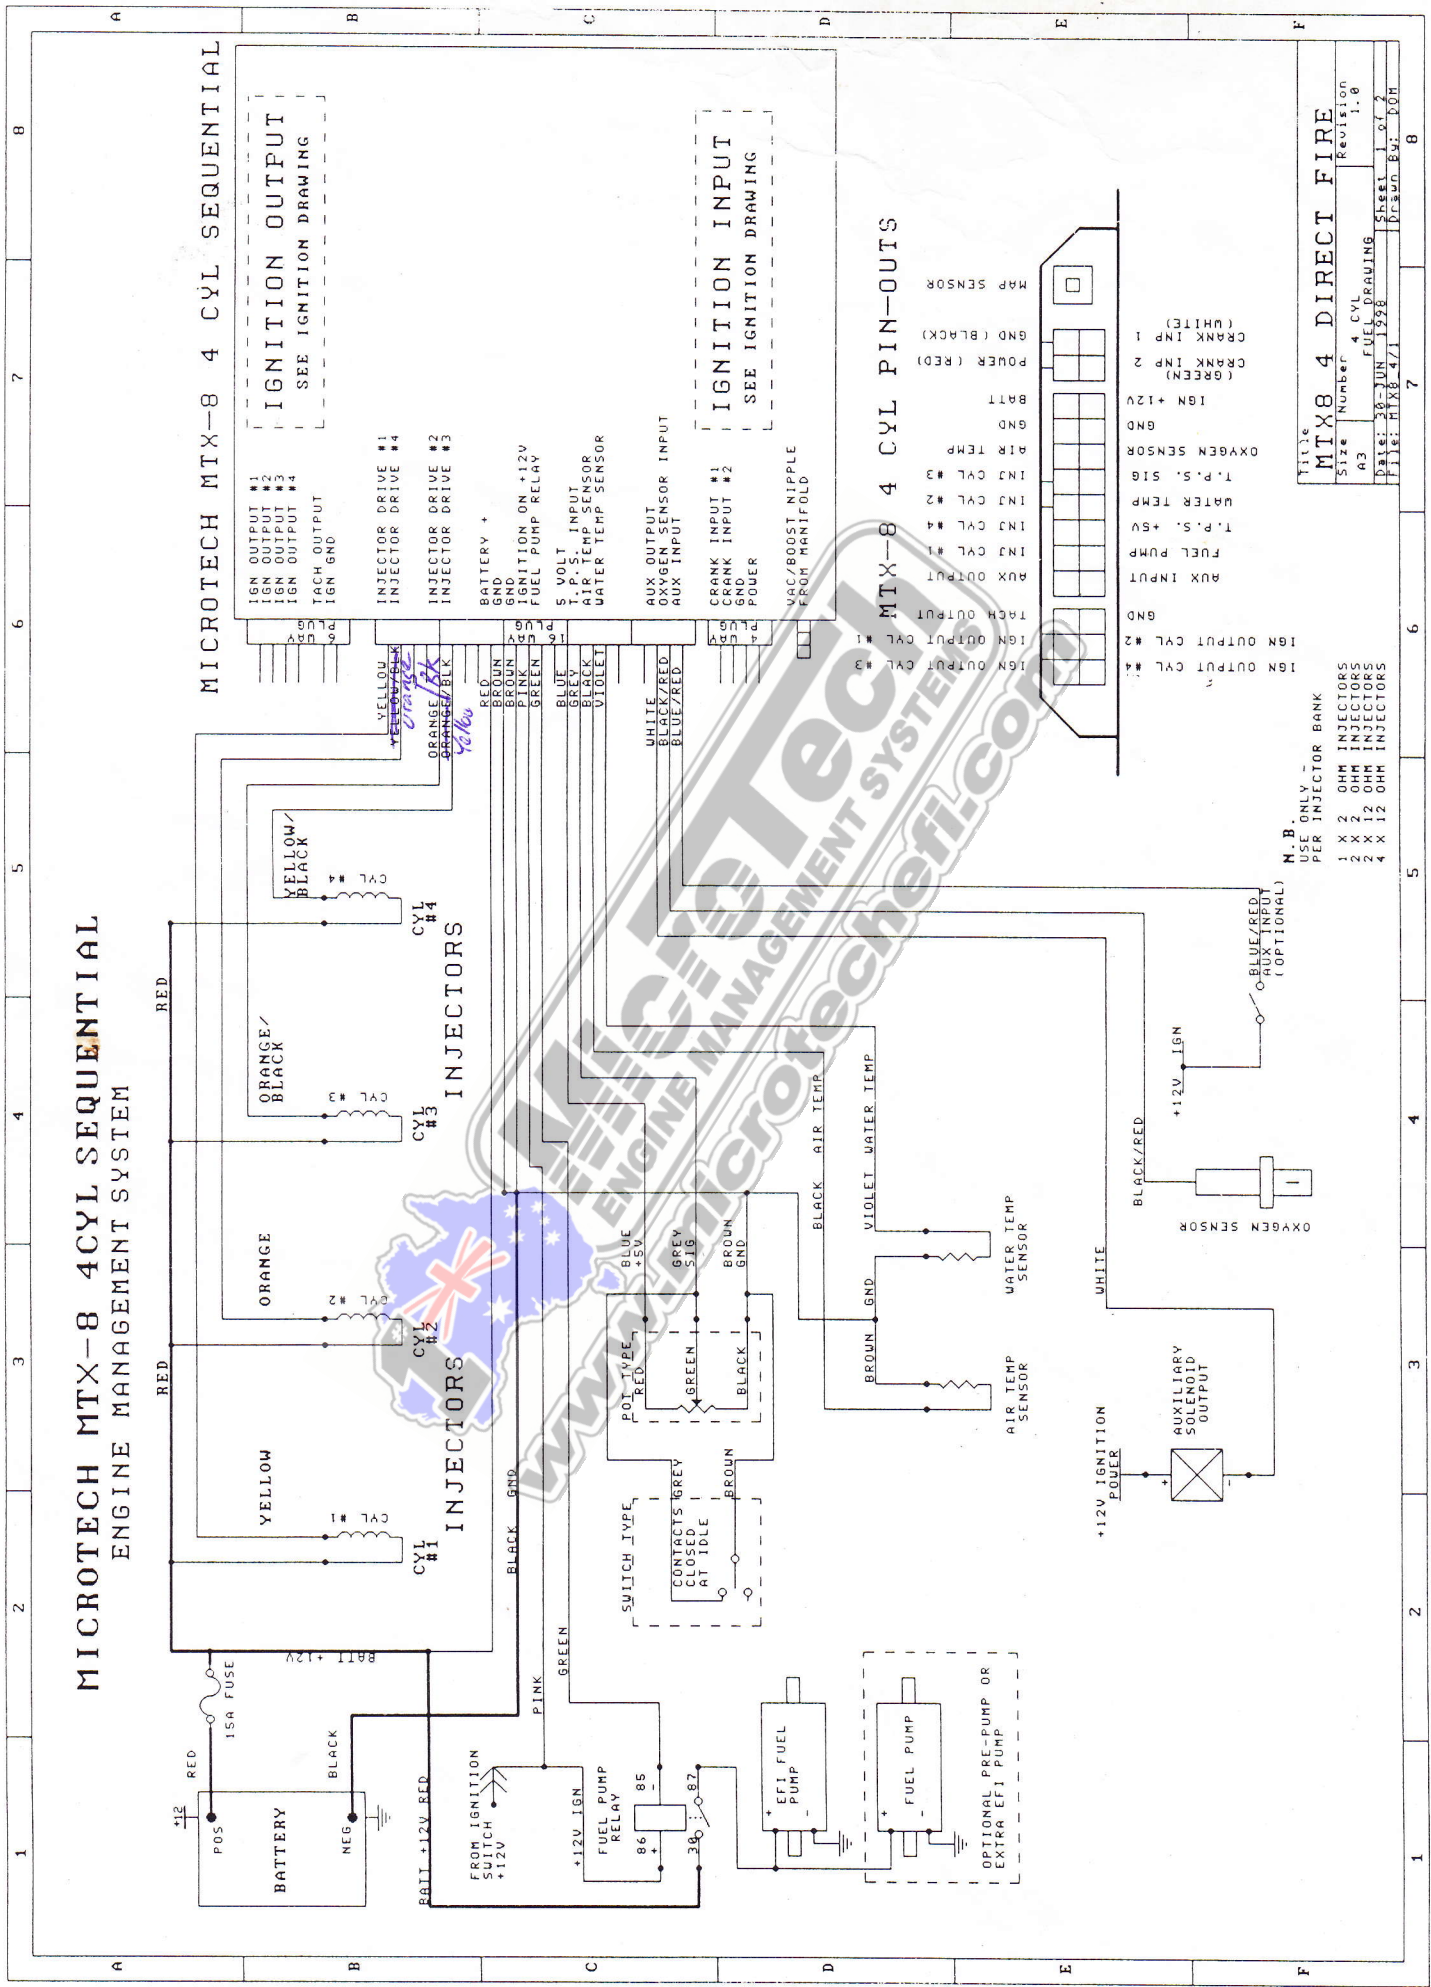 MICROTECH MTX-8 4CYL SEQUENTIAL
ENGINE MANAGEMENT SYSTEM
+12
POS
NEG
BATTERY
RED
15A FUSE
BLACK
BATT +12V
BATT +12V RED
RED
RED
YELLOW
ORANGE
ORANGE/
BLACK
YELLOW/
BLACK
CYL #1
CYL #2
CYL #3
CYL #4
CYL
#1
CYL
#2
CYL
#3
CYL
#4
INJECTORS
INJECTORS
BLACK GND
PINK
GREEN
FROM IGNITION
SWITCH
+12V
+12V IGN
FUEL PUMP
RELAY
86
85
+
-
30
87
EFI FUEL
PUMP
+
-
FUEL PUMP
+
-
OPTIONAL PRE-PUMP OR
EXTRA EFI PUMP
SWITCH TYPE
CONTACTS
CLOSED
AT IDLE
GREY
BROWN
POT TYPE
RED
GREEN
BLACK
BLUE
+5V
GREY
SIG
BROWN
GND
BLACK AIR TEMP
VIOLET WATER TEMP
BROWN GND
AIR TEMP
SENSOR
WATER TEMP
SENSOR
WHITE
+12V IGNITION
POWER
AUXILIARY
SOLENOID
OUTPUT
+
-
BLACK/RED
OXYGEN SENSOR
+12V IGN
BLUE/RED
AUX INPUT
(OPTIONAL)
MICROTECH MTX-8 4 CYL SEQUENTIAL
IGNITION OUTPUT
SEE IGNITION DRAWING
IGNITION INPUT
SEE IGNITION DRAWING
6 WAY
PLUG
IGN OUTPUT #1
IGN OUTPUT #2
IGN OUTPUT #3
IGN OUTPUT #4
TACH OUTPUT
IGN GND
16 WAY
PLUG
YELLOW INJECTOR DRIVE #1
YELLOW/BLK INJECTOR DRIVE #4
Orange
ORANGE INJECTOR DRIVE #2
/BK
ORANGE/BLK INJECTOR DRIVE #3
Yellow
RED BATTERY +
BROWN GND
BROWN GND
PINK IGNITION ON +12V
GREEN FUEL PUMP RELAY
BLUE 5 VOLT
GREY T.P.S. INPUT
BLACK AIR TEMP SENSOR
VIOLET WATER TEMP SENSOR
WHITE AUX OUTPUT
BLACK/RED OXYGEN SENSOR INPUT
BLUE/RED AUX INPUT
4 WAY
PLUG
CRANK INPUT #1
CRANK INPUT #2
GND
POWER
VAC/BOOST NIPPLE
FROM MANIFOLD
MTX-8 4 CYL PIN-OUTS
IGN OUTPUT CYL #3
IGN OUTPUT CYL #1
TACH OUTPUT
AUX OUTPUT
INJ CYL #1
INJ CYL #4
INJ CYL #2
INJ CYL #3
AIR TEMP
GND
BATT
POWER (RED)
GND (BLACK)
MAP SENSOR
IGN OUTPUT CYL #4
IGN OUTPUT CYL #2
GND
AUX INPUT
FUEL PUMP
T.P.S. +5V
WATER TEMP
T.P.S. SIG
OXYGEN SENSOR
GND
IGN +12V
CRANK INP 2
(GREEN)
CRANK INP 1
(WHITE)
N.B.
USE ONLY -
PER INJECTOR BANK
1 X 2 OHM INJECTORS
2 X 2 OHM INJECTORS
2 X 12 OHM INJECTORS
4 X 12 OHM INJECTORS
Title
MTX8 4 DIRECT FIRE
Size
A3
Number 4 CYL
FUEL DRAWING
Revision
1.0
Date: 30-JUN 1998
Sheet 1 of 2
File: MTX8_4/1
Drawn By: DOM
MicroTech
ENGINE MANAGEMENT SYSTEMS
www.microtechefi.com
1 2 3 4 5 6 7 8
1 2 3 4 5 6 7 8
A B C D E F
A B C D E F